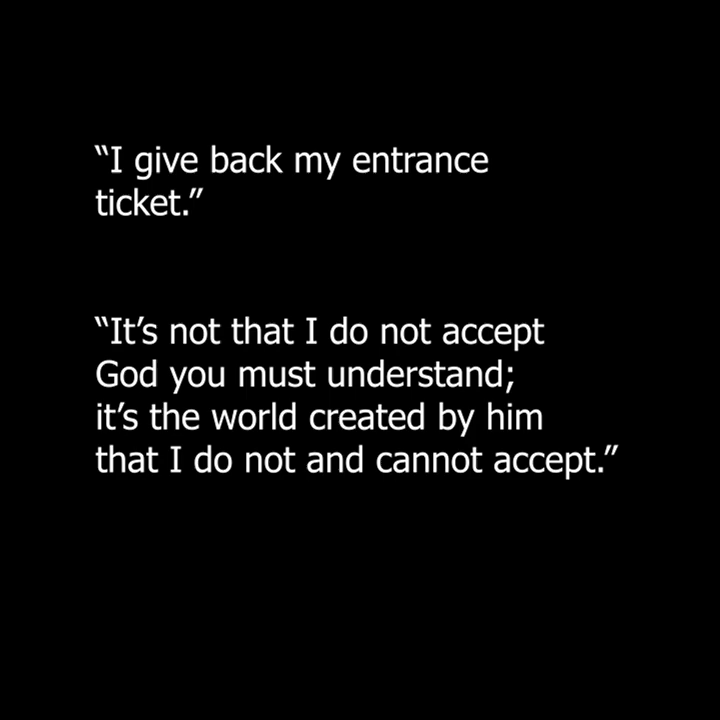 “I give back my entrance
ticket.”
“It’s not that I do not accept
God you must understand;
it’s the world created by him
that I do not and cannot accept.”